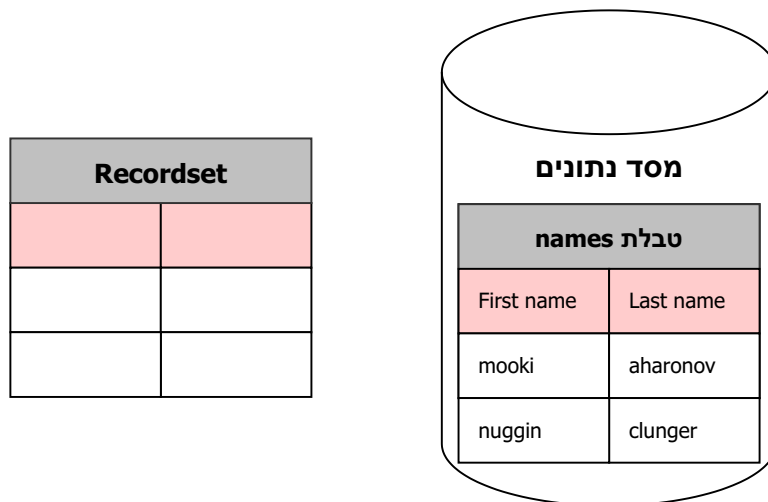 Recordset
מסד נתונים
טבלת names
First name
Last name
mooki
aharonov
nuggin
clunger